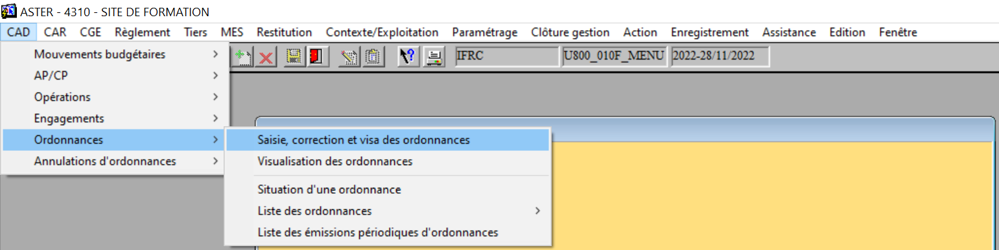 ASTER - 4310 - SITE DE FORMATION
CAD CAR CGE Règlement Tiers MES Restitution Contexte/Exploitation Paramétrage Clôture gestion Action Enregistrement Assistance Edition Fenêtre
IFRC U800_010F_MENU 2022-28/11/2022
Mouvements budgétaires
AP/CP
Opérations
Engagements
Ordonnances
Annulations d'ordonnances
Saisie, correction et visa des ordonnances
Visualisation des ordonnances
Situation d'une ordonnance
Liste des ordonnances
Liste des émissions périodiques d'ordonnances